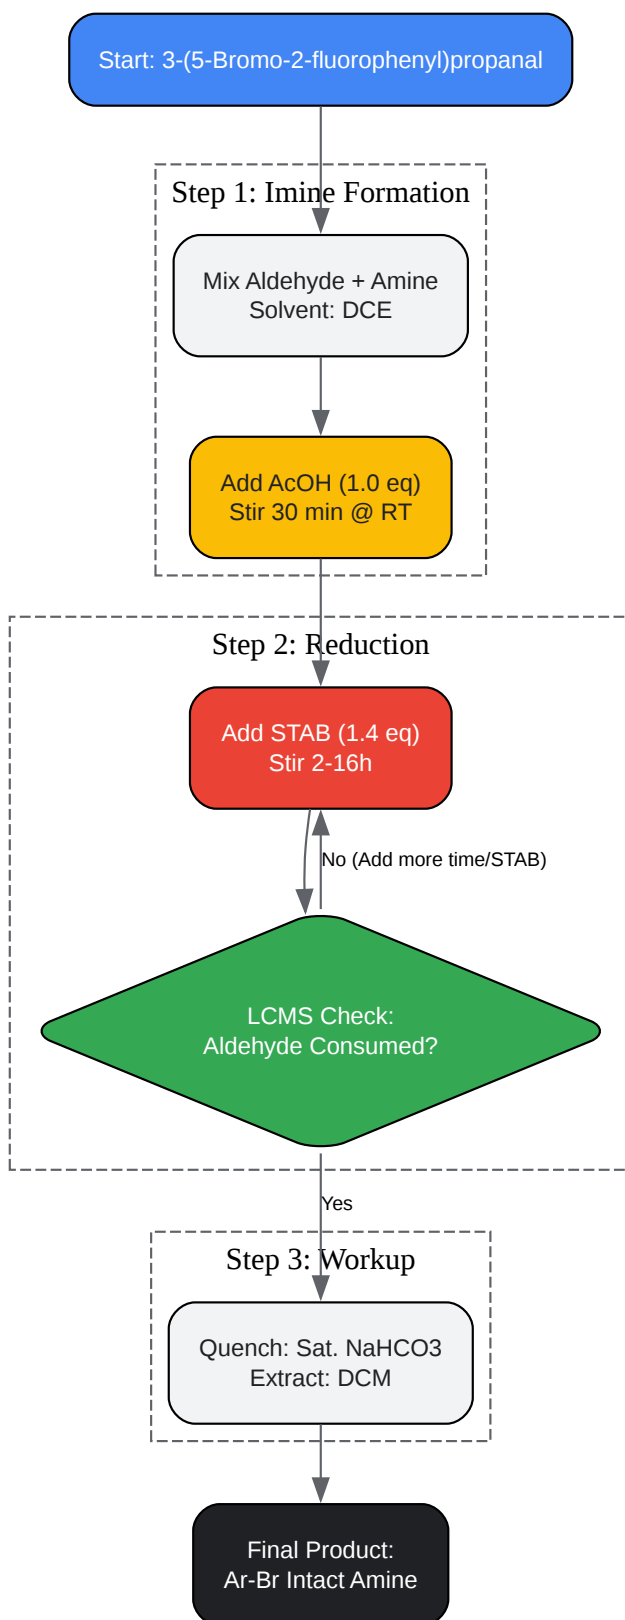 Start: 3-(5-Bromo-2-fluorophenyl)propanal
Step 1: Imine Formation
Mix Aldehyde + Amine
Solvent: DCE
Add AcOH (1.0 eq)
Stir 30 min @ RT
Step 2: Reduction
Add STAB (1.4 eq)
Stir 2-16h
No (Add more time/STAB)
LCMS Check:
Aldehyde Consumed?
Yes
Step 3: Workup
Quench: Sat. NaHCO3
Extract: DCM
Final Product:
Ar-Br Intact Amine